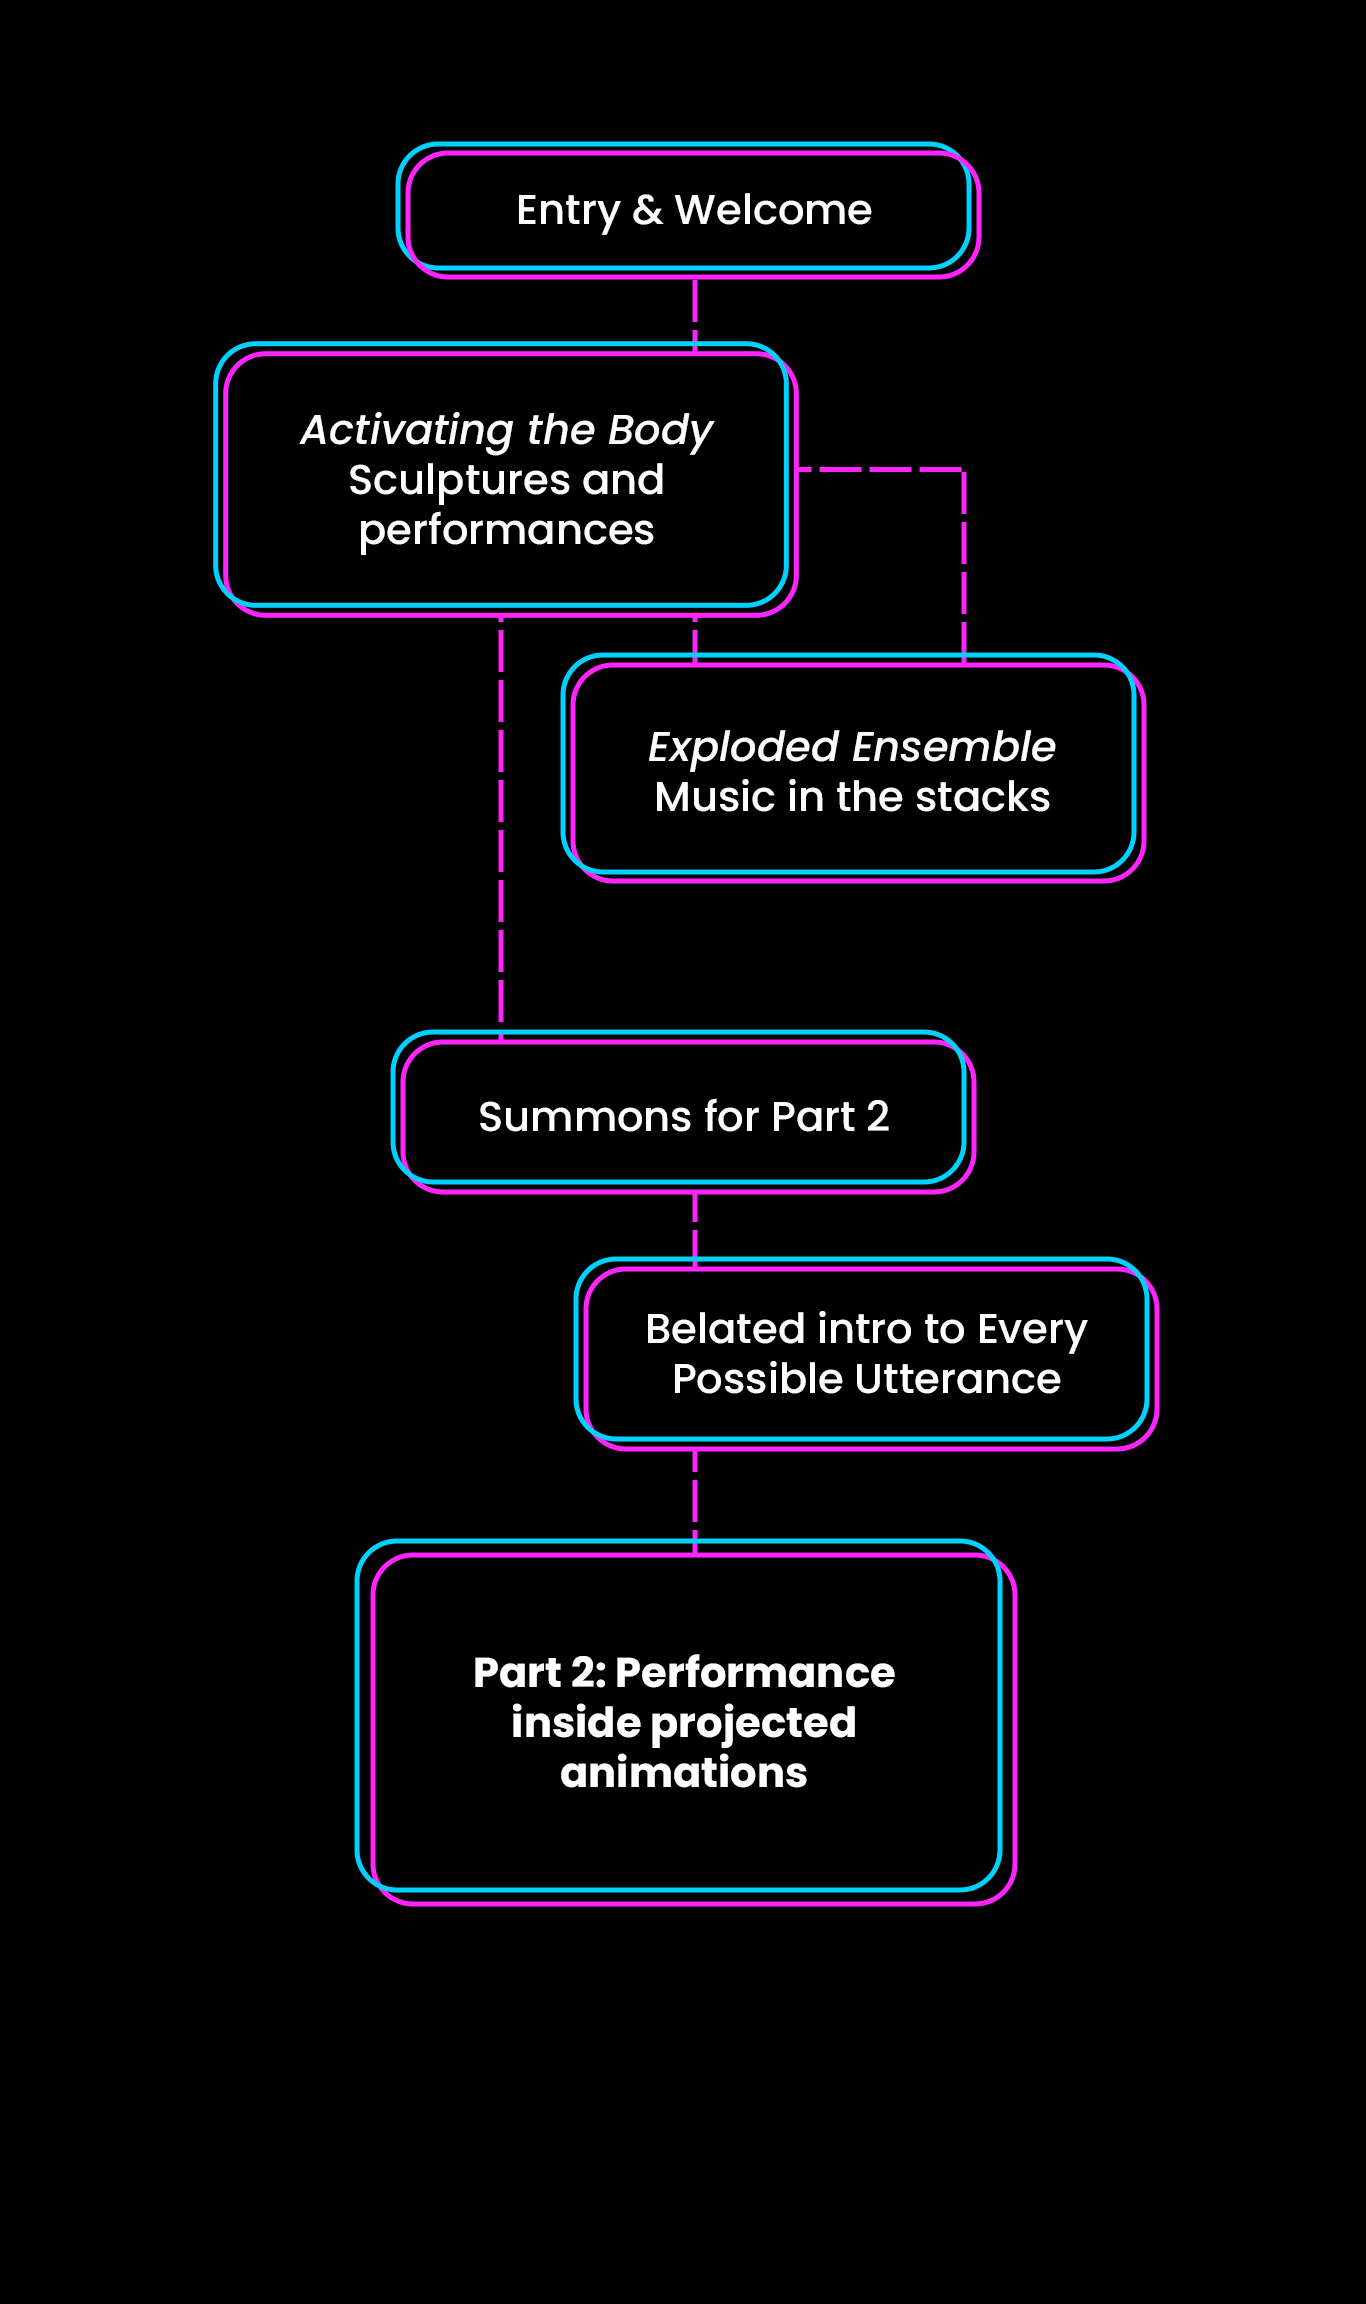 Entry & Welcome
Activating the Body
Sculptures and
performances
Exploded Ensemble
Music in the stacks
Summons for Part 2
Belated intro to Every
Possible Utterance
Part 2: Performance
inside projected
animations